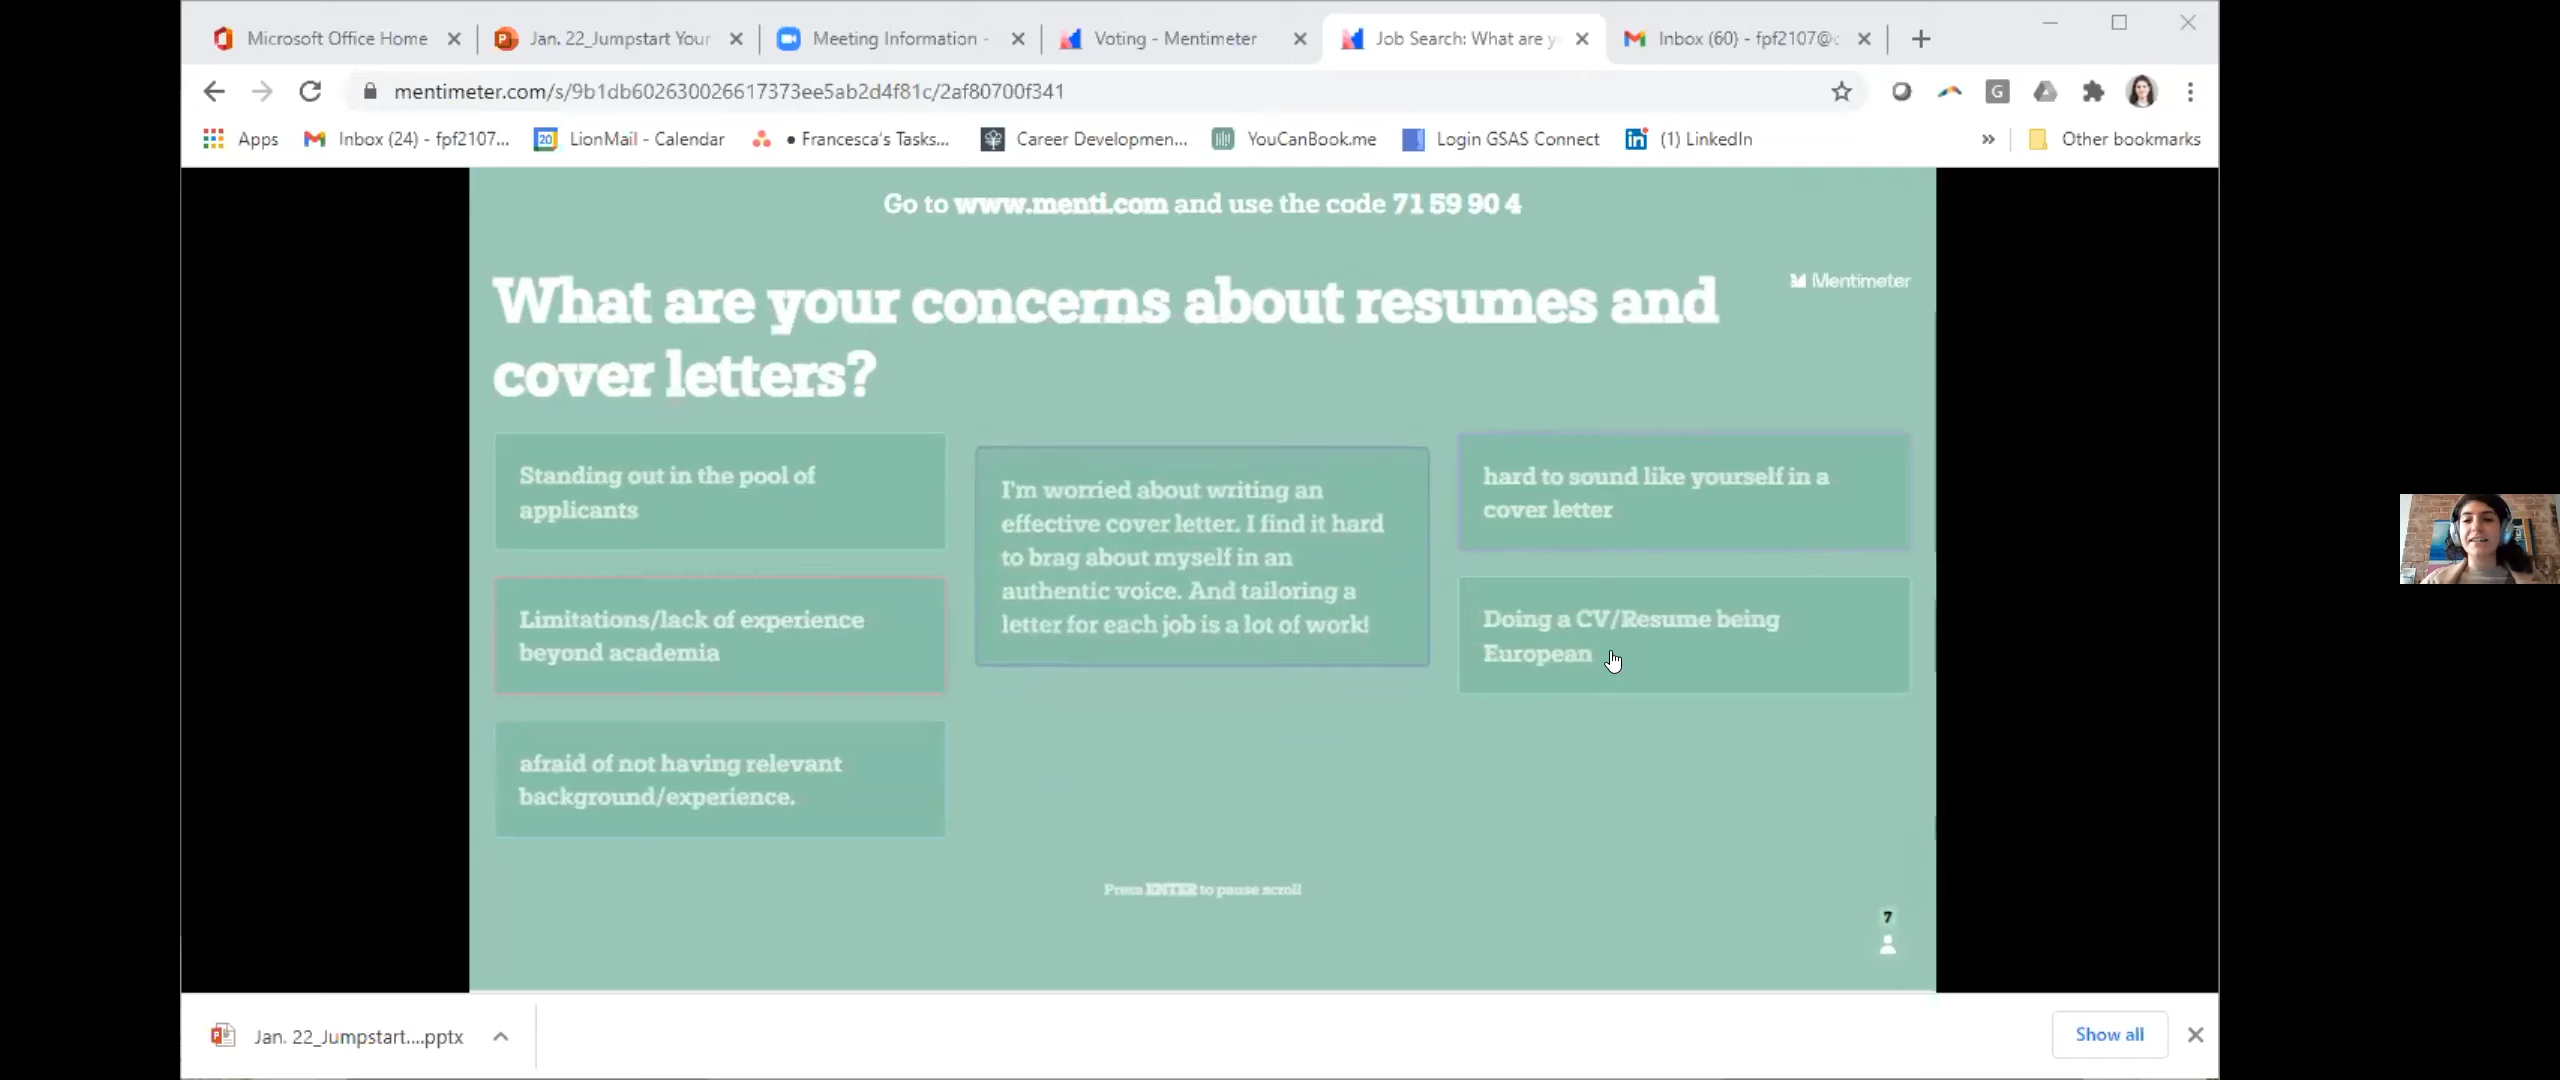 Microsoft Office Home
Jan. 22_Jumpstart Your
Meeting Information -
Voting - Mentimeter
Job Search: What are y
Inbox (60) - fpf2107@c
mentimeter.com/s/9b1db602630026617373ee5ab2d4f81c/2af80700f341
Apps
Inbox (24) - fpf2107...
LionMail - Calendar
• Francesca's Tasks...
Career Developmen...
YouCanBook.me
Login GSAS Connect
(1) LinkedIn
»
Other bookmarks
Go to www.menti.com and use the code 71 59 90 4
Mentimeter
What are your concerns about resumes and
cover letters?
Standing out in the pool of
applicants
Limitations/lack of experience
beyond academia
afraid of not having relevant
background/experience.
I'm worried about writing an
effective cover letter. I find it hard
to brag about myself in an
authentic voice. And tailoring a
letter for each job is a lot of work!
hard to sound like yourself in a
cover letter
Doing a CV/Resume being
European
Press ENTER to pause scroll
7
Jan. 22_Jumpstart....pptx
Show all